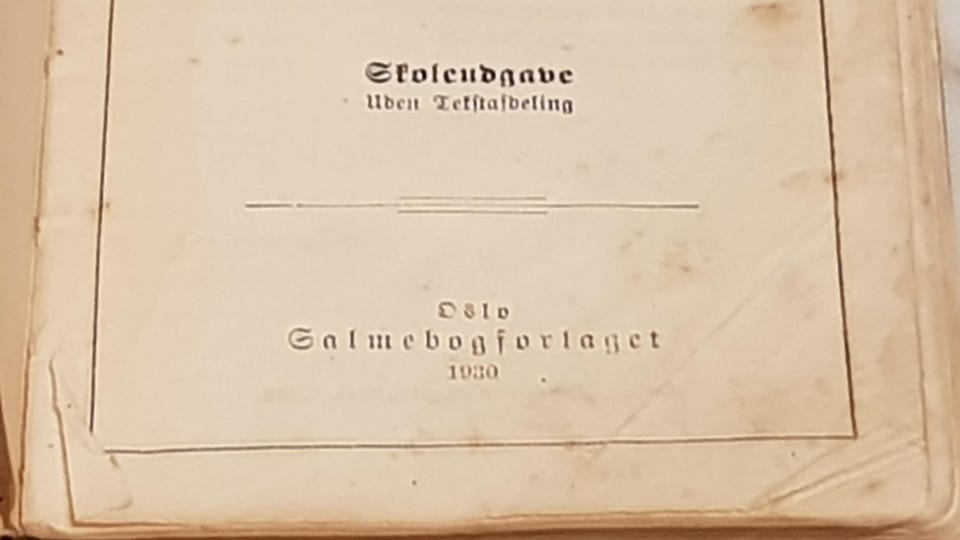 Skoleudgave
Uden Tekstafdeling
Oslo
Salmebogforlaget
1930